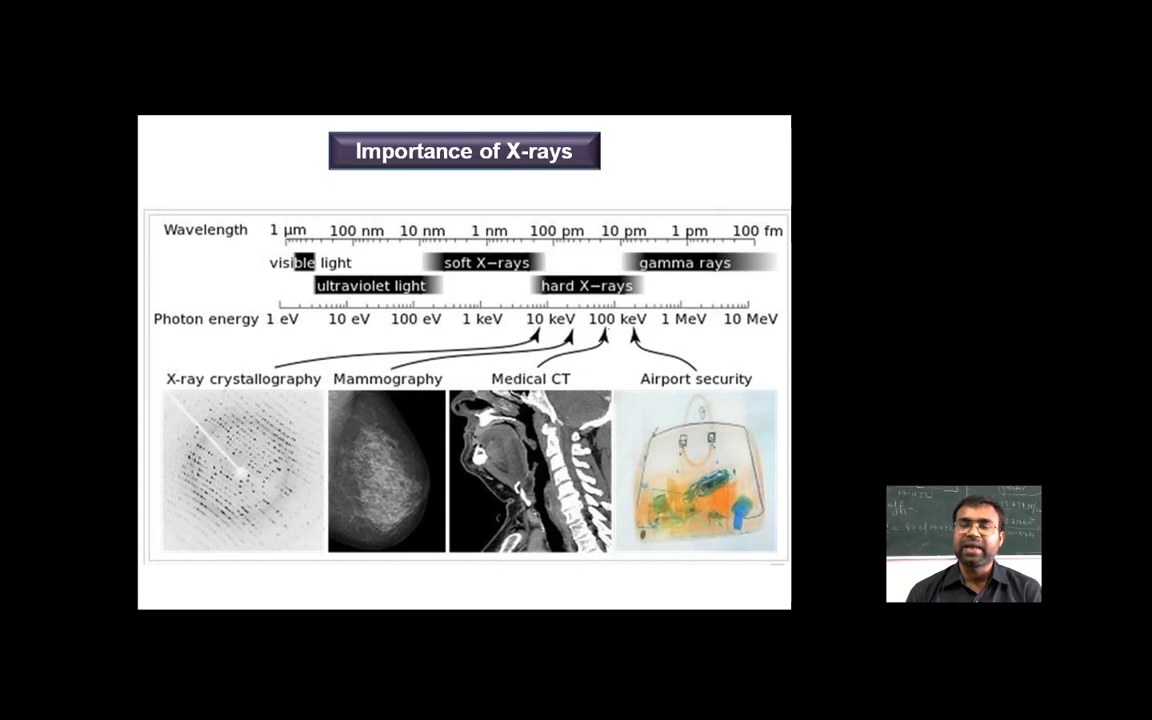 Importance of X-rays
Wavelength 1 μm 100 nm 10 nm 1 nm 100 pm 10 pm 1 pm 100 fm
visible light soft X−rays gamma rays
ultraviolet light hard X−rays
Photon energy 1 eV 10 eV 100 eV 1 keV 10 keV 100 keV 1 MeV 10 MeV
X-ray crystallography Mammography Medical CT Airport security